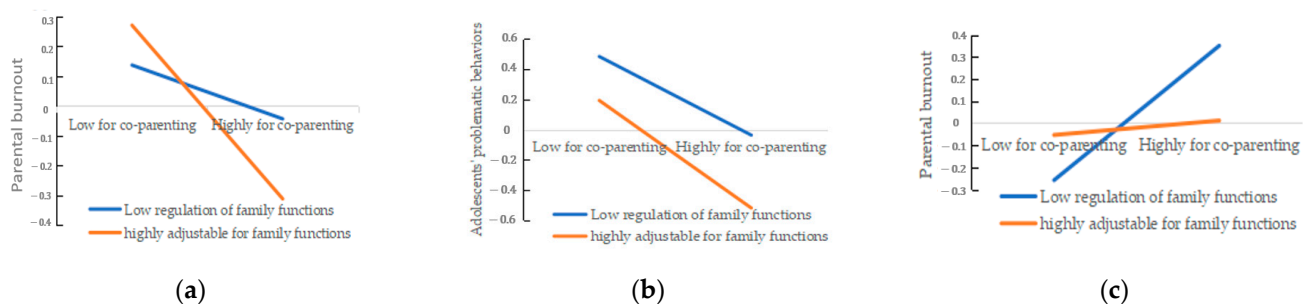 Parental burnout
0.3
0.2
0.1
0
−0.1
−0.2
−0.3
−0.4
Low for co-parenting
Highly for co-parenting
Low regulation of family functions
highly adjustable for family functions
(a)
Adolescents' problematic behaviors
0.6
0.4
0.2
0
−0.2
−0.4
−0.6
Low for co-parenting
Highly for co-parenting
Low regulation of family functions
highly adjustable for family functions
(b)
Parental burnout
0.4
0.3
0.2
0.1
0
−0.1
−0.2
−0.3
Low for co-parenting
Highly for co-parenting
Low regulation of family functions
highly adjustable for family functions
(c)